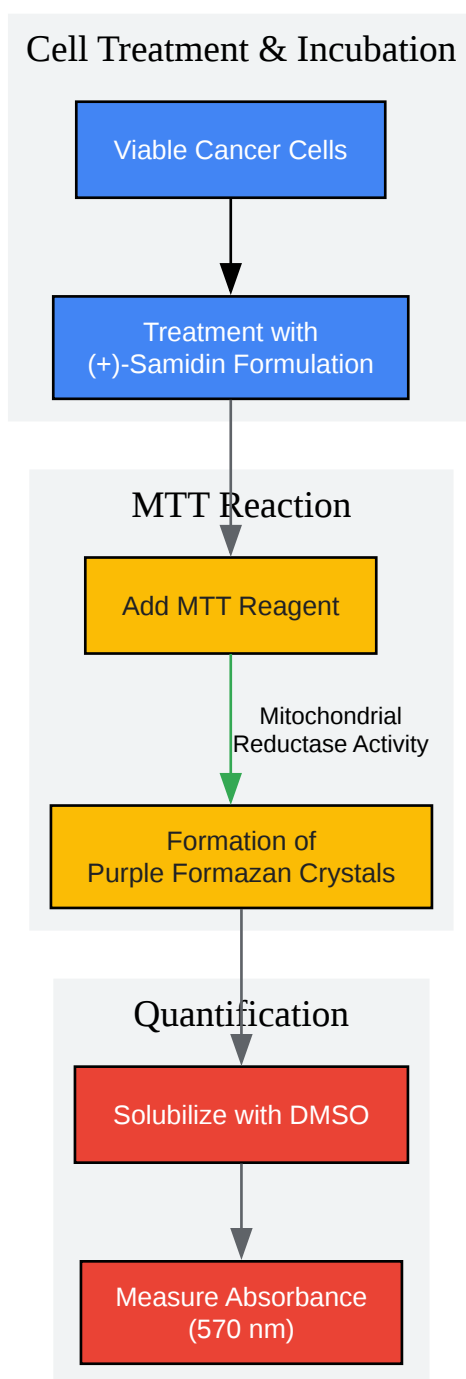 Cell Treatment & Incubation
Viable Cancer Cells
Treatment with
(+)-Samidin Formulation
MTT Reaction
Add MTT Reagent
Mitochondrial
Reductase Activity
Formation of
Purple Formazan Crystals
Quantification
Solubilize with DMSO
Measure Absorbance
(570 nm)